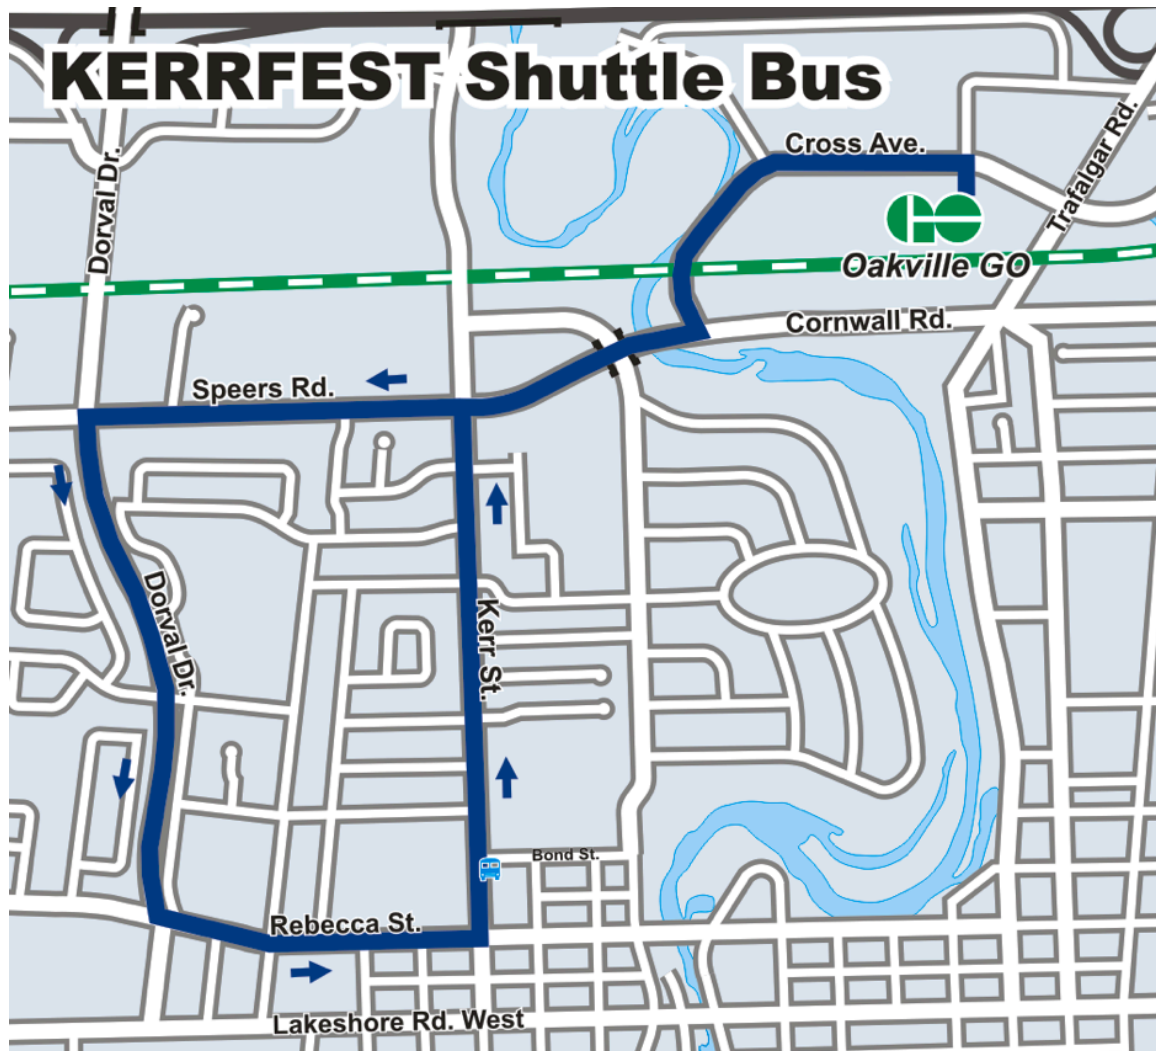 KERRFEST Shuttle Bus
Cross Ave.
Trafalgar Rd.
Dorval Dr.
GO
Oakville GO
Cornwall Rd.
Speers Rd.
Dorval Dr.
Kerr St.
Bond St.
Rebecca St.
Lakeshore Rd. West